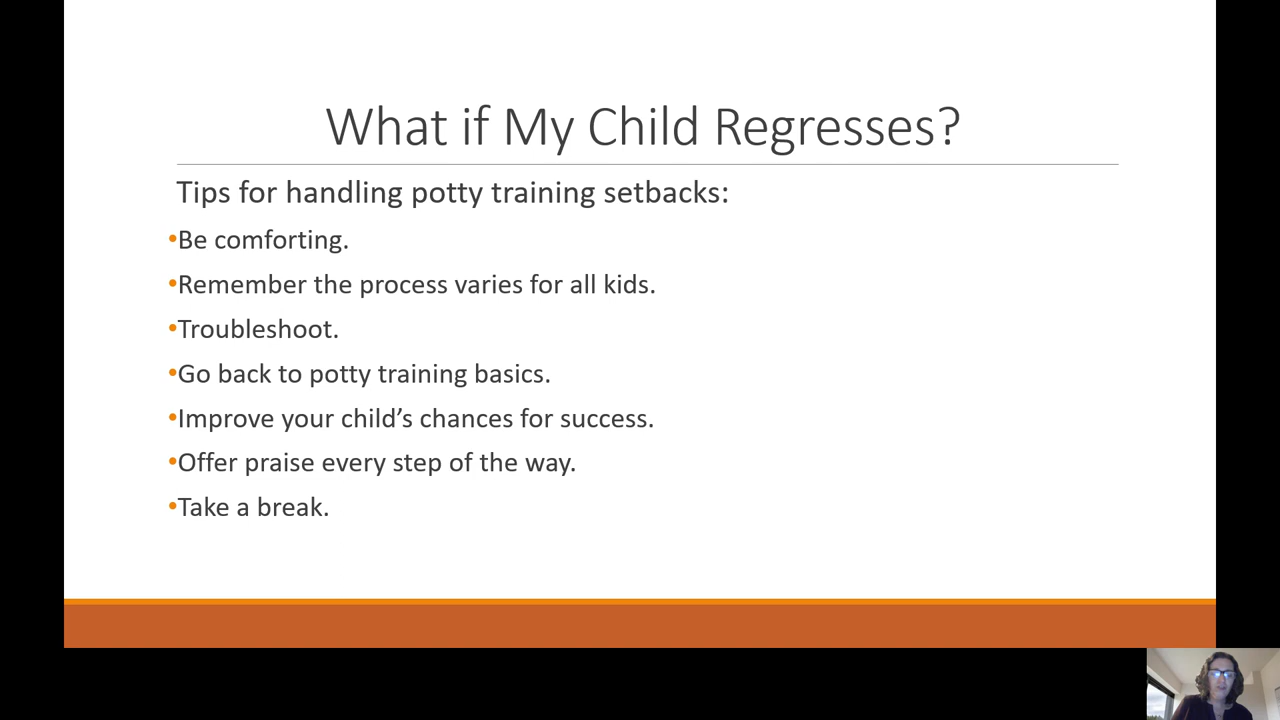 What if My Child Regresses?
Tips for handling potty training setbacks:
•Be comforting.
•Remember the process varies for all kids.
•Troubleshoot.
•Go back to potty training basics.
•Improve your child’s chances for success.
•Offer praise every step of the way.
•Take a break.